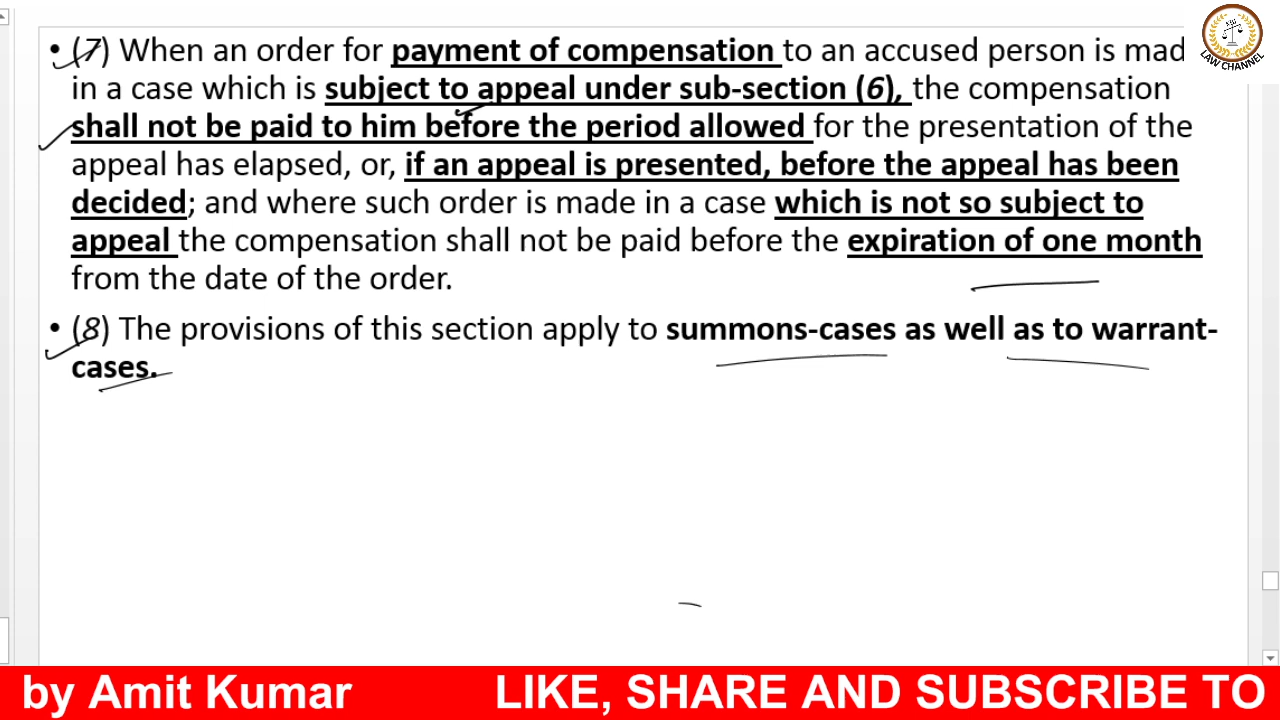 LAW CHANNEL
• (7) When an order for payment of compensation to an accused person is mad
in a case which is subject to appeal under sub-section (6), the compensation
shall not be paid to him before the period allowed for the presentation of the
appeal has elapsed, or, if an appeal is presented, before the appeal has been
decided; and where such order is made in a case which is not so subject to
appeal the compensation shall not be paid before the expiration of one month
from the date of the order.
• (8) The provisions of this section apply to summons-cases as well as to warrant-
cases.
by Amit Kumar LIKE, SHARE AND SUBSCRIBE TO